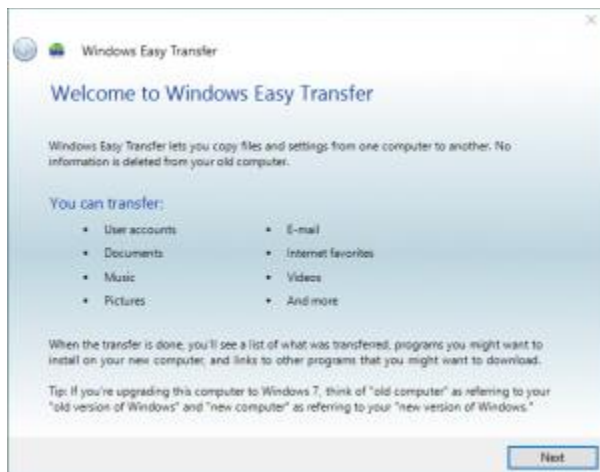 Windows Easy Transfer
Welcome to Windows Easy Transfer
Windows Easy Transfer lets you copy files and settings from one computer to another. No
information is deleted from your old computer.
You can transfer:
• User accounts
• Documents
• Music
• Pictures
• E-mail
• Internet favorites
• Videos
• And more
When the transfer is done, you'll see a list of what was transferred, programs you might want to
install on your new computer, and links to other programs that you might want to download.
Tip: If you're upgrading this computer to Windows 7, think of "old computer" as referring to your
"old version of Windows" and "new computer" as referring to your "new version of Windows."
Next